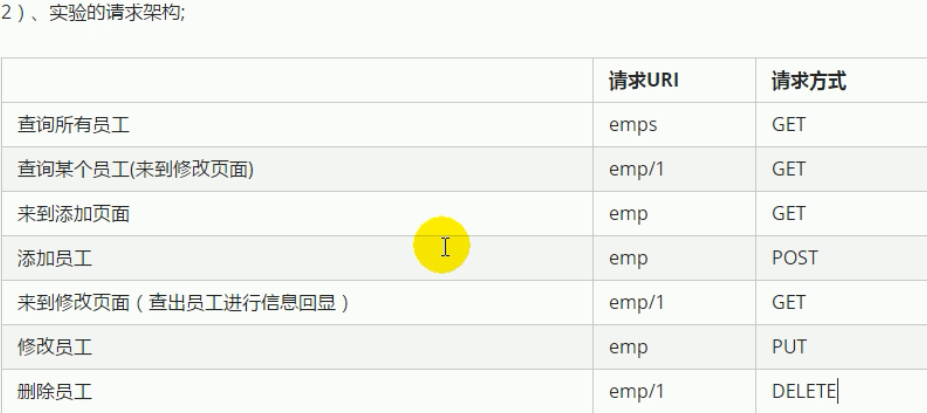 2）、实验的请求架构;
请求URI 请求方式
查询所有员工 emps GET
查询某个员工(来到修改页面) emp/1 GET
来到添加页面 emp GET
添加员工 emp POST
来到修改页面（查出员工进行信息回显） emp/1 GET
修改员工 emp PUT
删除员工 emp/1 DELETE